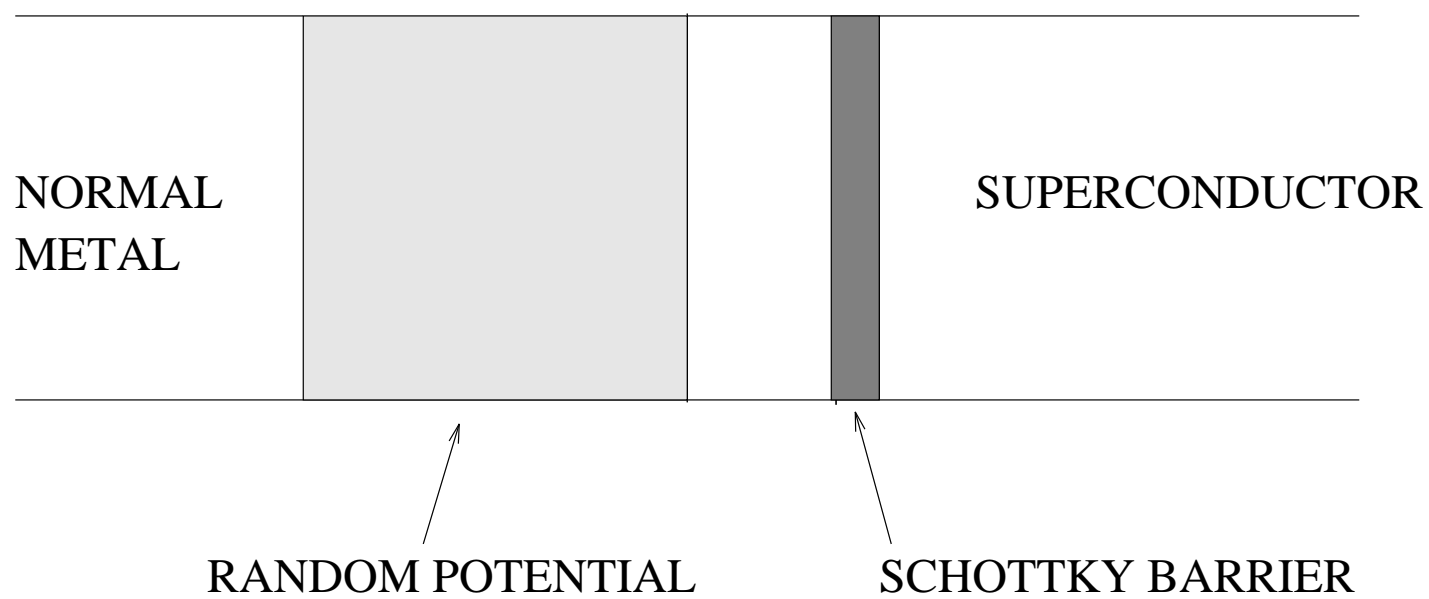 NORMAL
METAL
SUPERCONDUCTOR
RANDOM POTENTIAL
SCHOTTKY BARRIER